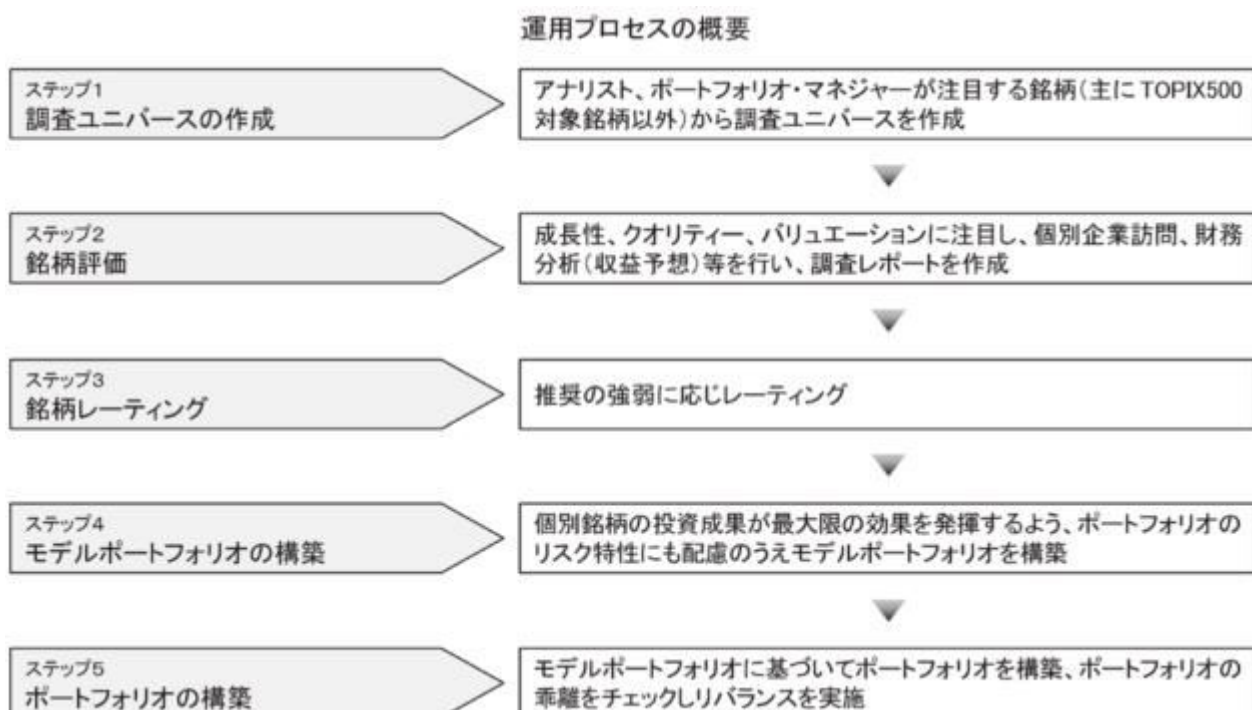 運用プロセスの概要
ステップ1
調査ユニバースの作成
アナリスト、ポートフォリオ・マネジャーが注目する銘柄(主にTOPIX500
対象銘柄以外)から調査ユニバースを作成
ステップ2
銘柄評価
成長性、クオリティー、バリュエーションに注目し、個別企業訪問、財務
分析(収益予想)等を行い、調査レポートを作成
ステップ3
銘柄レーティング
推奨の強弱に応じレーティング
ステップ4
モデルポートフォリオの構築
個別銘柄の投資成果が最大限の効果を発揮するよう、ポートフォリオの
リスク特性にも配慮のうえモデルポートフォリオを構築
ステップ5
ポートフォリオの構築
モデルポートフォリオに基づいてポートフォリオを構築、ポートフォリオの
乖離をチェックしリバランスを実施